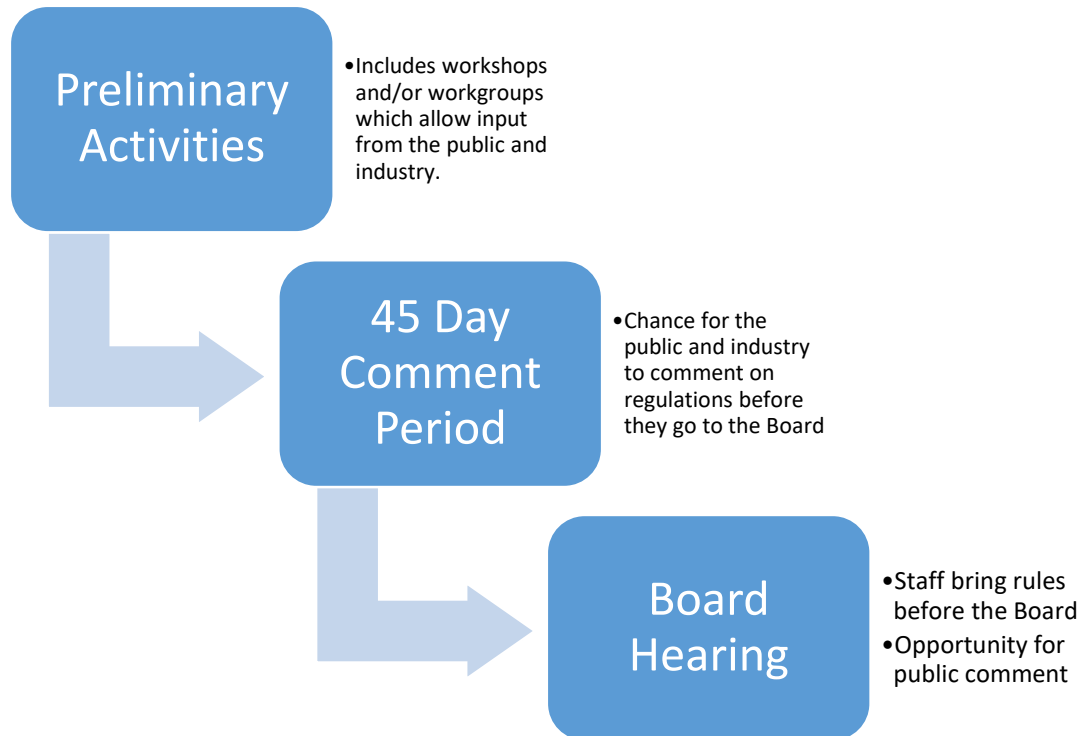 Preliminary
Activities
•Includes workshops
and/or workgroups
which allow input
from the public and
industry.
45 Day
Comment
Period
•Chance for the
public and industry
to comment on
regulations before
they go to the Board
Board
Hearing
•Staff bring rules
before the Board
•Opportunity for
public comment